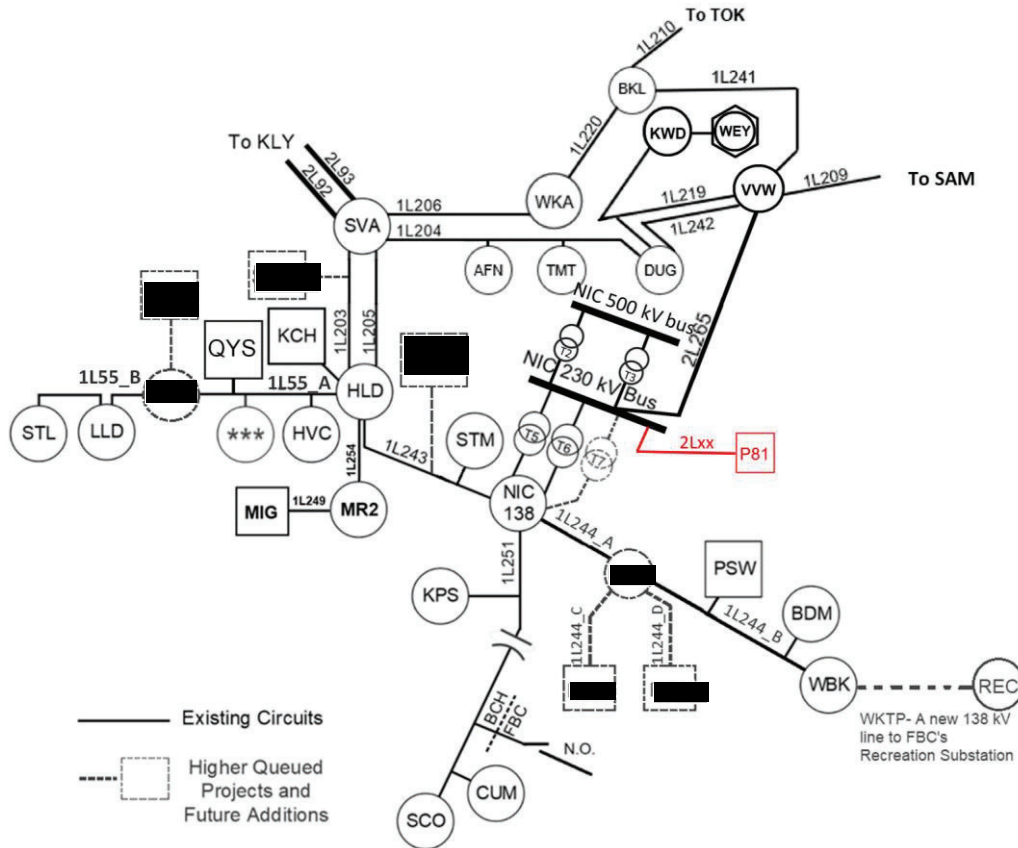 To TOK
1L210
BKL
1L241
1L220
KWD
WEY
To KLY
2L93
2L92
WKA
VVW
1L209
To SAM
1L206
1L219
SVA
1L204
1L242
AFN
TMT
DUG
NIC 500 kV bus
2L265
T2
T3
NIC 230 kV Bus
1L203
1L205
KCH
QYS
1L55_B
1L55_A
HLD
STL
LLD
***
HVC
1L254
1L243
STM
T5
T6
T7
2Lxx
P81
MIG
1L249
MR2
NIC
138
1L244_A
1L251
KPS
PSW
1L244_B
BDM
1L244_C
1L244_D
WBK
REC
WKTP- A new 138 kV
line to FBC's
Recreation Substation
BCH
FBC
N.O.
CUM
SCO
Existing Circuits
Higher Queued
Projects and
Future Additions